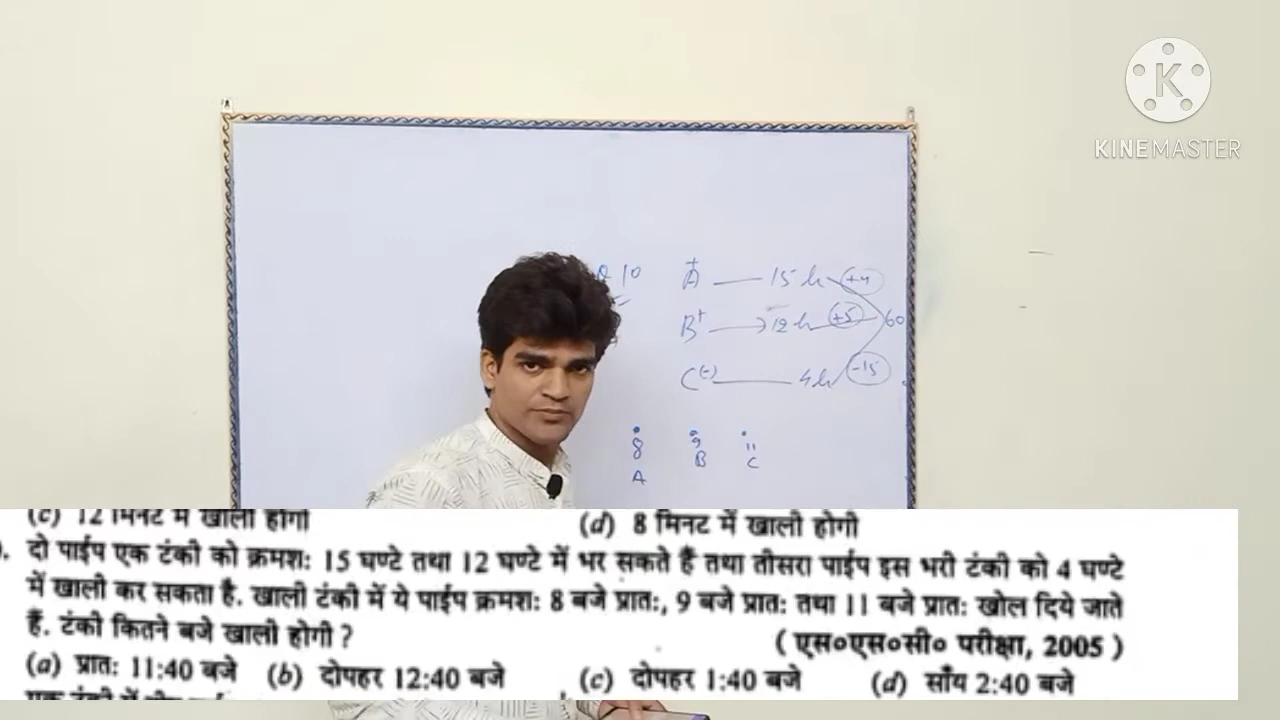 K
KINEMASTER
Q 10
A+ —— 15 h +4
B+ ——> 12 h +5 60
C(-) —— 4h -15
8 9 11
A B C
(c) 12 मिनट में खाली होगी (d) 8 मिनट में खाली होगी
). दो पाईप एक टंकी को क्रमश: 15 घण्टे तथा 12 घण्टे में भर सकते हैं तथा तीसरा पाईप इस भरी टंकी को 4 घण्टे
में खाली कर सकता है. खाली टंकी में ये पाईप क्रमश: 8 बजे प्रात:, 9 बजे प्रात: तथा 11 बजे प्रात: खोल दिये जाते
हैं. टंकी कितने बजे खाली होगी ? ( एस०एस०सी० परीक्षा, 2005 )
(a) प्रात: 11:40 बजे (b) दोपहर 12:40 बजे (c) दोपहर 1:40 बजे (d) साँय 2:40 बजे
एक टंकी में